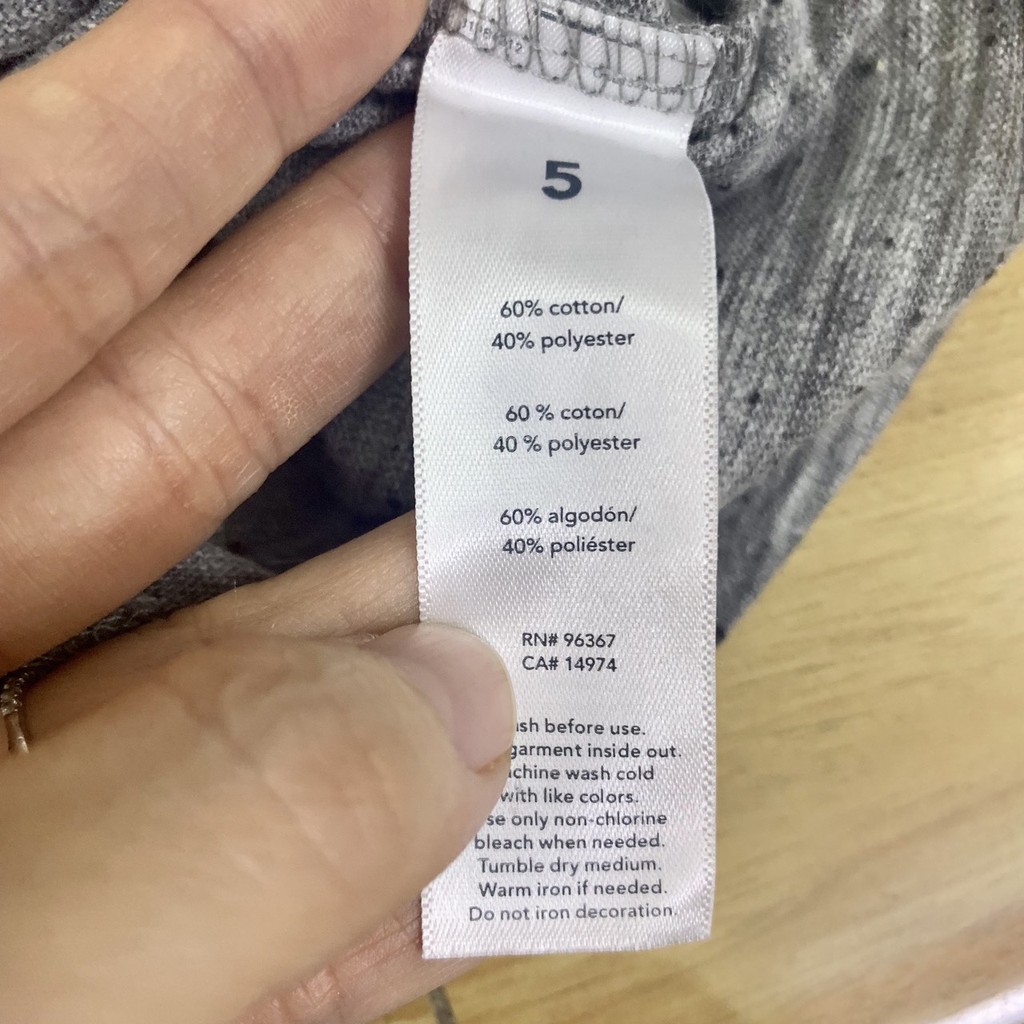 5
60% cotton/
40% polyester
60 % coton/
40 % polyester
60% algodón/
40% poliéster
RN# 96367
CA# 14974
before use.
garment inside out.
wash cold
with like colors.
only non-chlorine
bleach when needed.
Tumble dry medium.
Warm iron if needed.
Do not iron decoration.